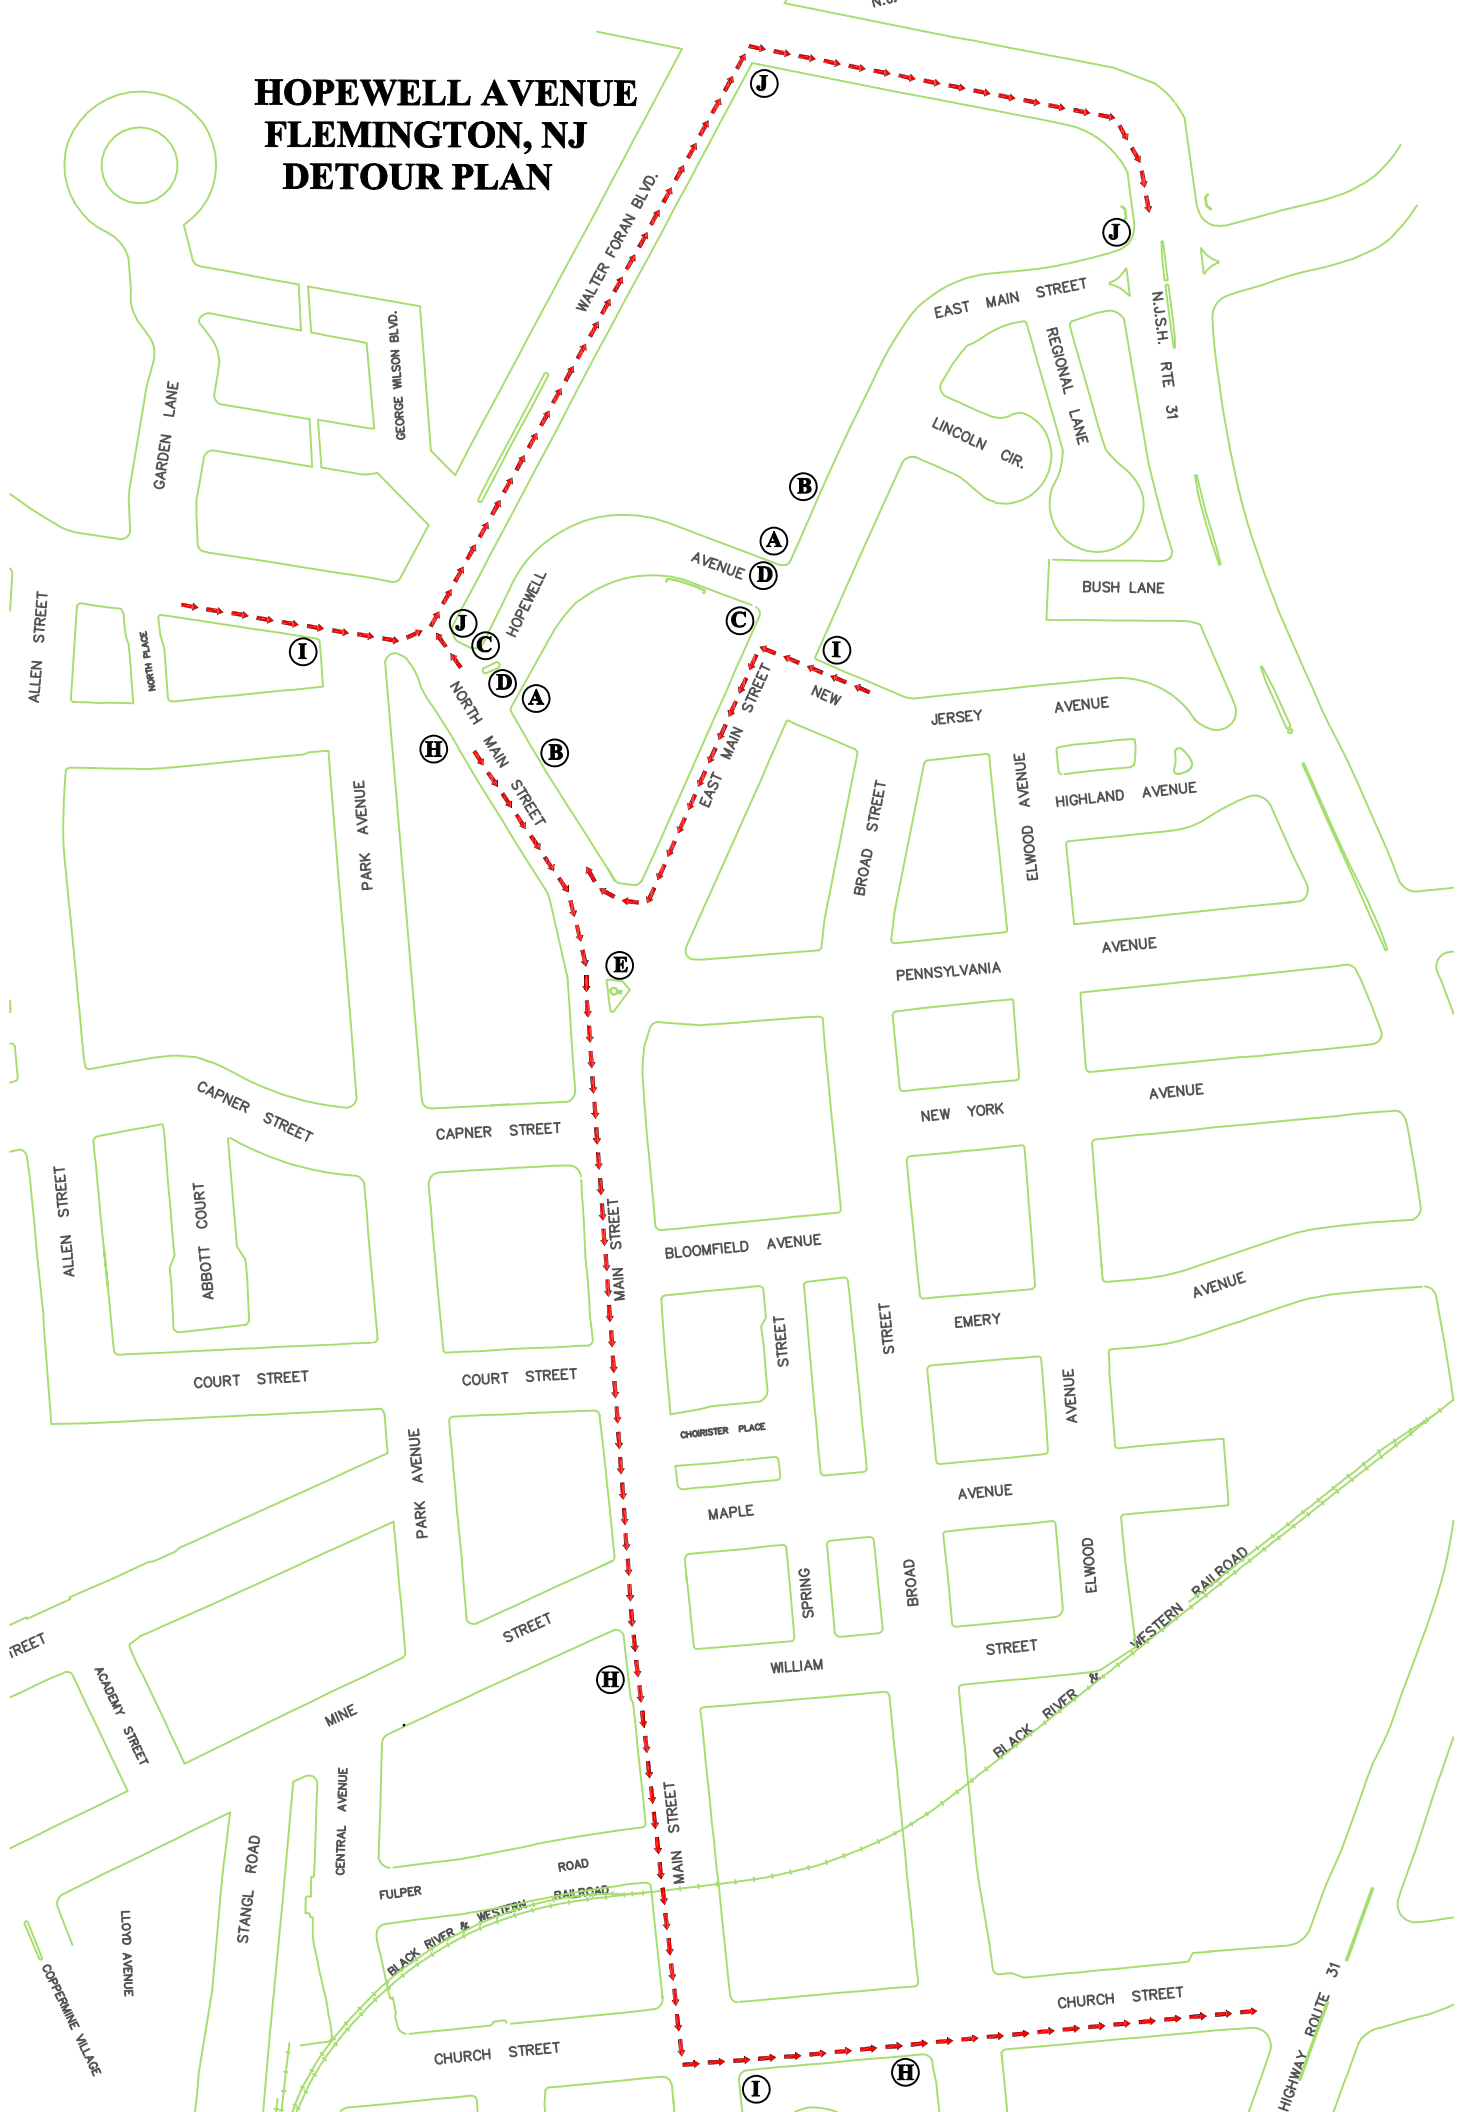 HOPEWELL AVENUE
FLEMINGTON, NJ
DETOUR PLAN
J
WALTER FORAN BLVD.
J
EAST MAIN STREET
N.J.S.H. RTE 31
REGIONAL LANE
LINCOLN CIR.
GEORGE WILSON BLVD.
GARDEN LANE
B
A
AVENUE
D
HOPEWELL
C
BUSH LANE
ALLEN STREET
NORTH PLACE
I
J
C
D
A
I
NEW
JERSEY
AVENUE
NORTH MAIN STREET
EAST MAIN STREET
H
B
PARK AVENUE
BROAD STREET
ELWOOD AVENUE
HIGHLAND AVENUE
AVENUE
PENNSYLVANIA
E
CAPNER STREET
CAPNER STREET
NEW YORK
AVENUE
ALLEN STREET
ABBOTT COURT
MAIN STREET
BLOOMFIELD AVENUE
AVENUE
STREET
STREET
EMERY
COURT STREET
COURT STREET
AVENUE
CHOIRISTER PLACE
PARK AVENUE
MAPLE
AVENUE
SPRING
BROAD
ELWOOD
BLACK RIVER & WESTERN RAILROAD
STREET
WILLIAM
STREET
ACADEMY STREET
MINE
H
CENTRAL AVENUE
MAIN STREET
STANGL ROAD
ROAD
FULPER
BLACK RIVER & WESTERN RAILROAD
LLOYD AVENUE
COPPERMINE VILLAGE
CHURCH STREET
CHURCH STREET
HIGHWAY ROUTE 31
I
H